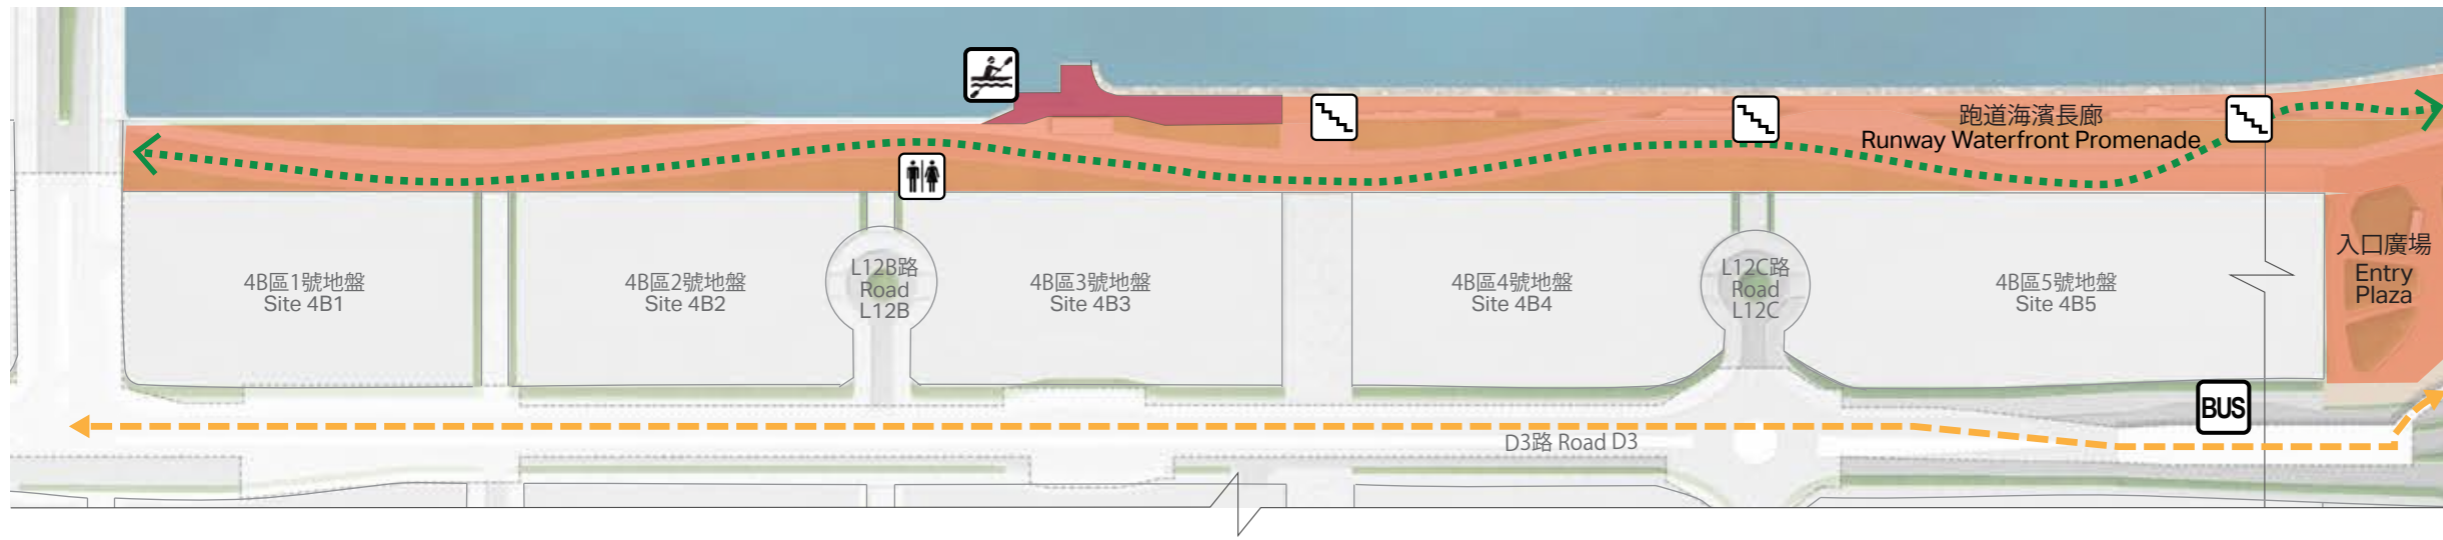 跑道海濱長廊
Runway Waterfront Promenade
4B區1號地盤
Site 4B1
4B區2號地盤
Site 4B2
L12B路
Road
L12B
4B區3號地盤
Site 4B3
4B區4號地盤
Site 4B4
L12C路
Road
L12C
4B區5號地盤
Site 4B5
入口廣場
Entry
Plaza
BUS
D3路 Road D3